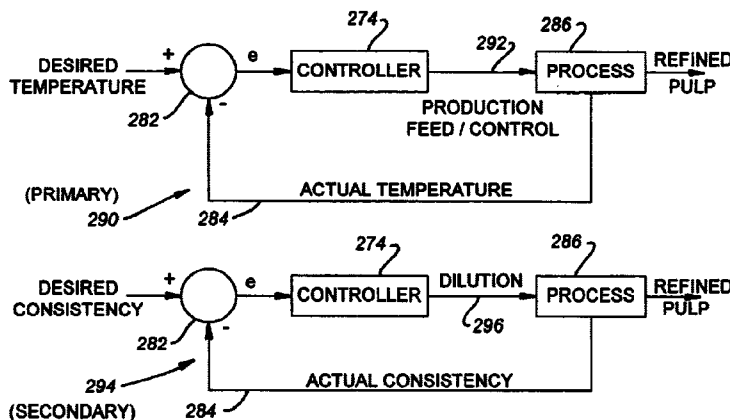 274
292
286
DESIRED
TEMPERATURE
+
-
282
e
CONTROLLER
PRODUCTION
FEED / CONTROL
PROCESS
REFINED
PULP
(PRIMARY)
290
284
ACTUAL TEMPERATURE
274
286
DESIRED
CONSISTENCY
+
-
282
e
CONTROLLER
DILUTION
296
PROCESS
REFINED
PULP
294
(SECONDARY)
284
ACTUAL CONSISTENCY